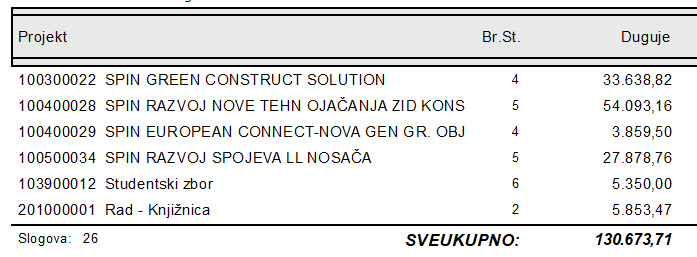 Projekt Br.St. Duguje
100300022 SPIN GREEN CONSTRUCT SOLUTION 4 33.638,82
100400028 SPIN RAZVOJ NOVE TEHN OJAČANJA ZID KONS 5 54.093,16
100400029 SPIN EUROPEAN CONNECT-NOVA GEN GR. OBJ 4 3.859,50
100500034 SPIN RAZVOJ SPOJEVA LL NOSAČA 5 27.878,76
103900012 Studentski zbor 6 5.350,00
201000001 Rad - Knjižnica 2 5.853,47
Slogova: 26 SVEUKUPNO: 130.673,71